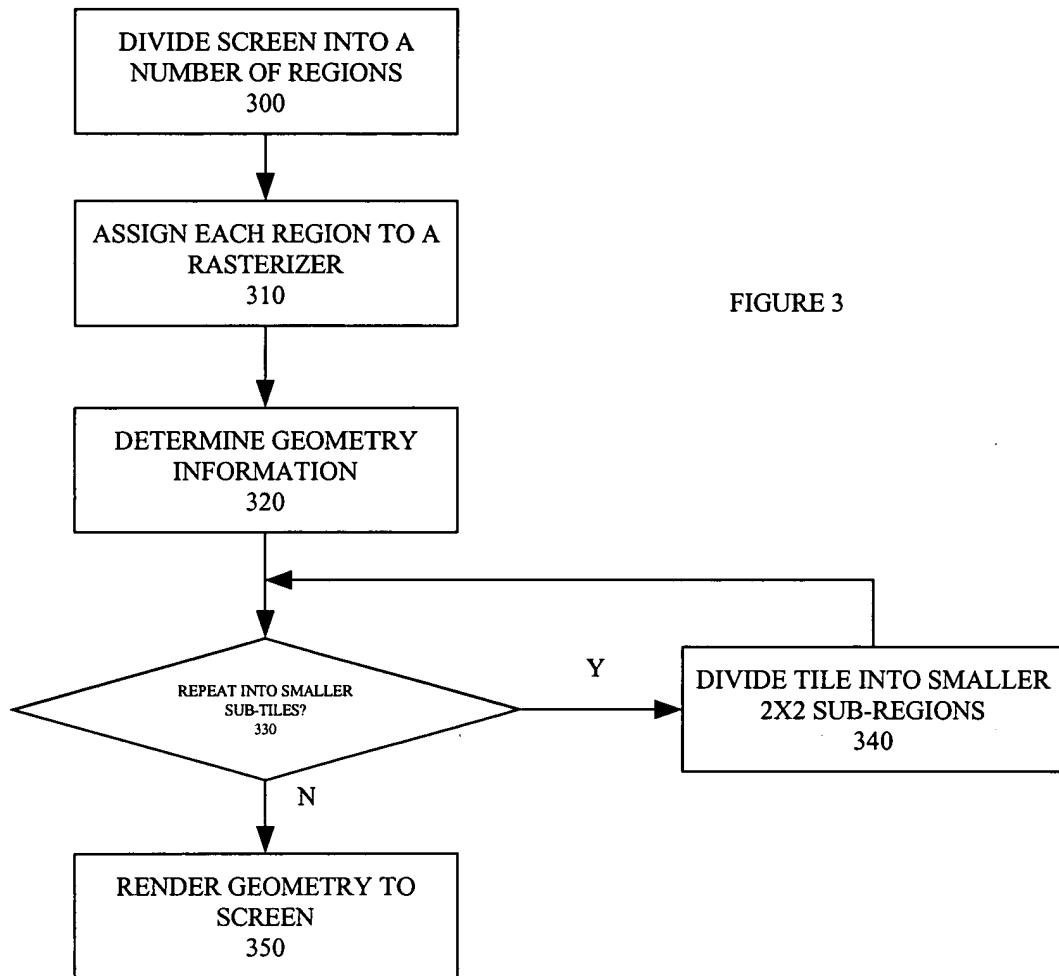 DIVIDE SCREEN INTO A
NUMBER OF REGIONS
300
ASSIGN EACH REGION TO A
RASTERIZER
310
FIGURE 3
DETERMINE GEOMETRY
INFORMATION
320
REPEAT INTO SMALLER
SUB-TILES?
330
Y
DIVIDE TILE INTO SMALLER
2X2 SUB-REGIONS
340
N
RENDER GEOMETRY TO
SCREEN
350